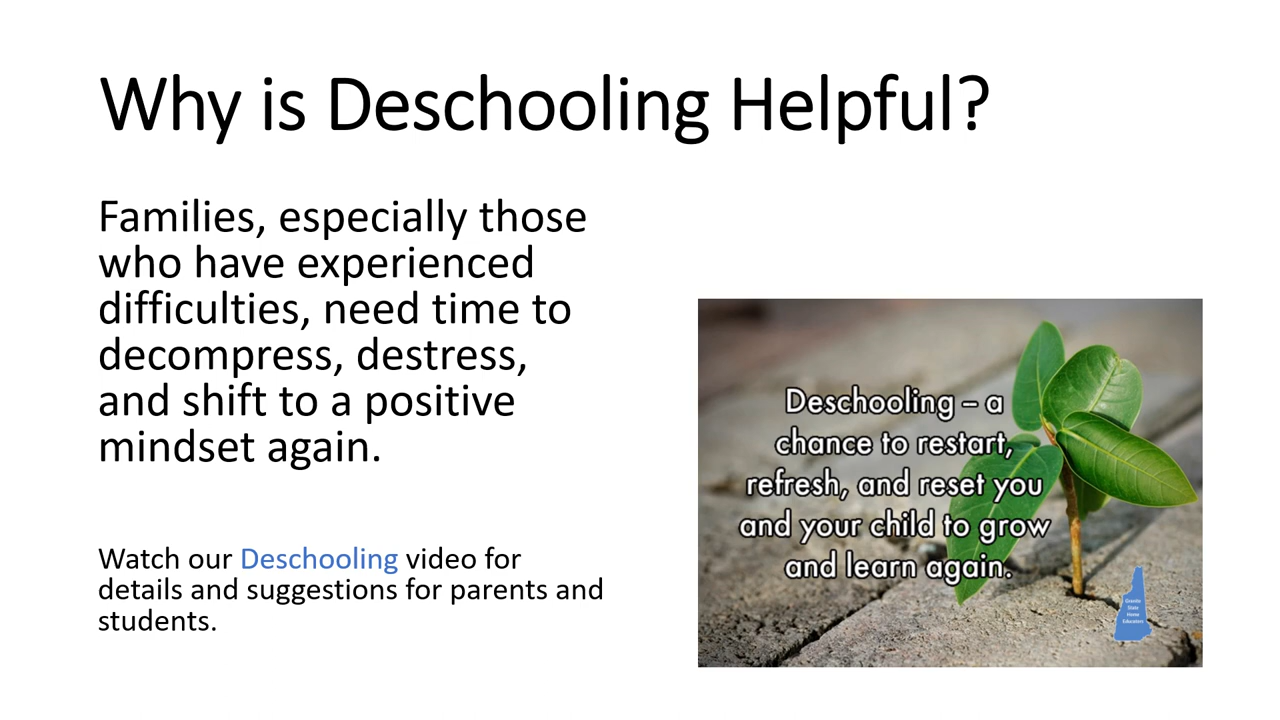 Why is Deschooling Helpful?
Families, especially those
who have experienced
difficulties, need time to
decompress, destress,
and shift to a positive
mindset again.
Watch our Deschooling video for
details and suggestions for parents and
students.
Deschooling – a
chance to restart,
refresh, and reset you
and your child to grow
and learn again.
Granite
State
Home
Educators